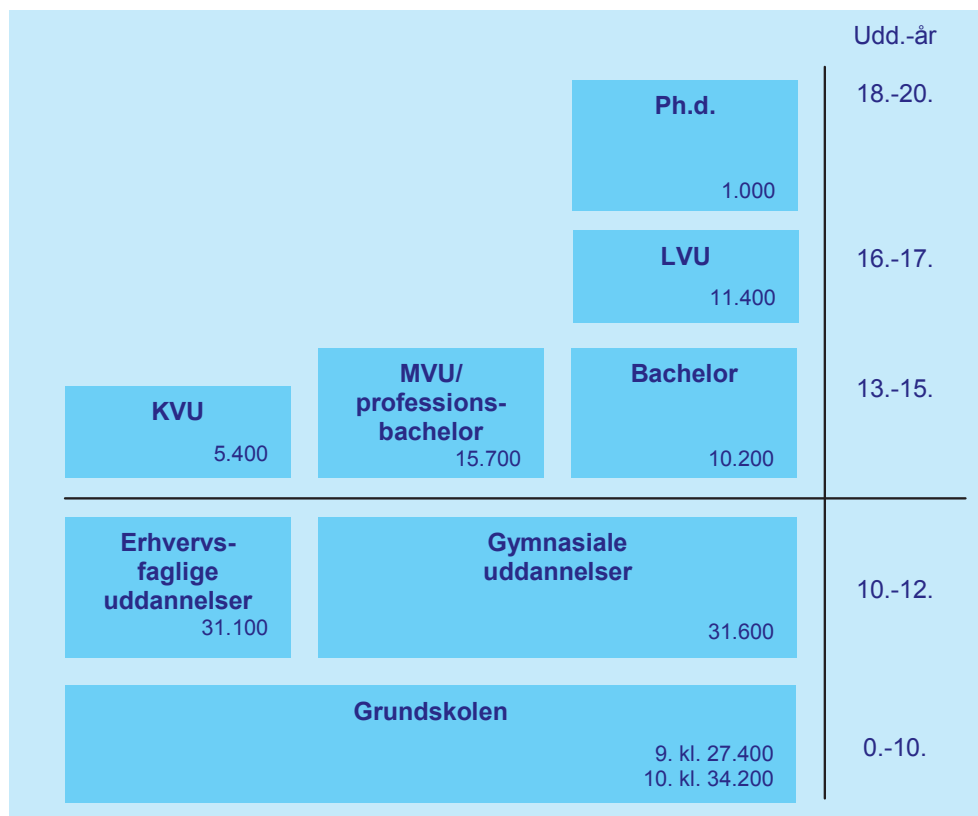 Udd.-år
Ph.d.
18.-20.
1.000
LVU
16.-17.
11.400
KVU
5.400
MVU/
professions-
bachelor
15.700
Bachelor
10.200
13.-15.
Erhvervs-
faglige
uddannelser
31.100
Gymnasiale
uddannelser
31.600
10.-12.
Grundskolen
9. kl. 27.400
10. kl. 34.200
0.-10.